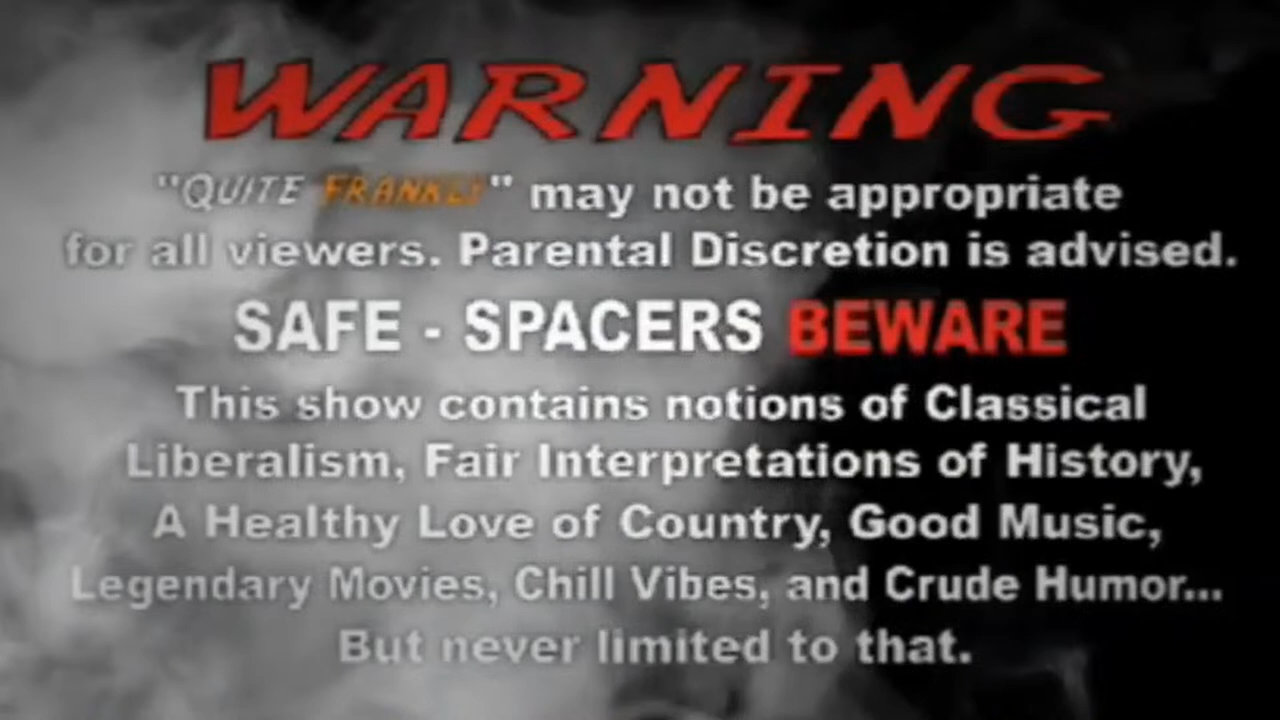 WARNING
"QUITE FRANKLY" may not be appropriate
for all viewers. Parental Discretion is advised.
SAFE - SPACERS BEWARE
This show contains notions of Classical
Liberalism, Fair Interpretations of History,
A Healthy Love of Country, Good Music,
Legendary Movies, Chill Vibes, and Crude Humor...
But never limited to that.